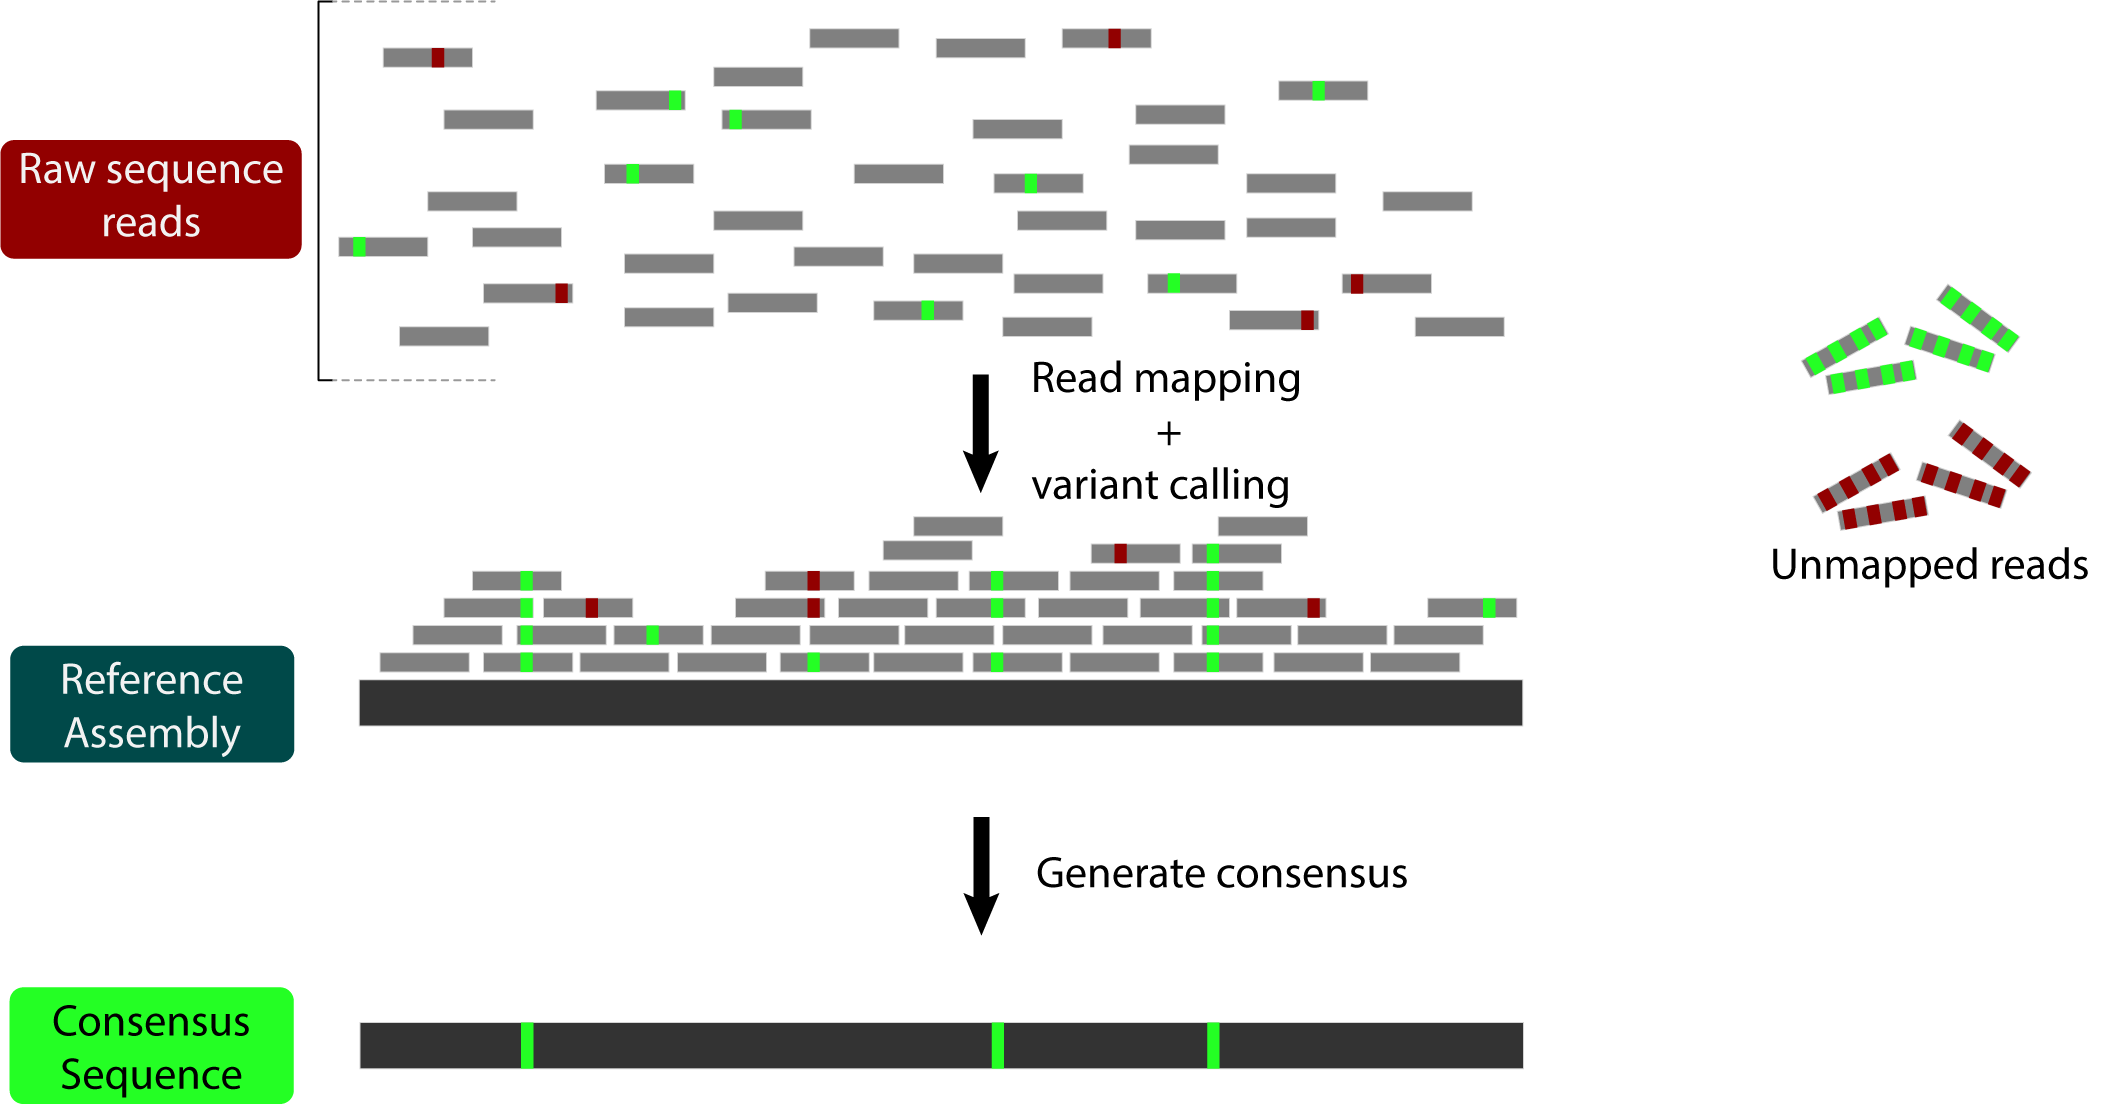 Raw sequence
reads
Read mapping
+
variant calling
Unmapped reads
Reference
Assembly
Generate consensus
Consensus
Sequence